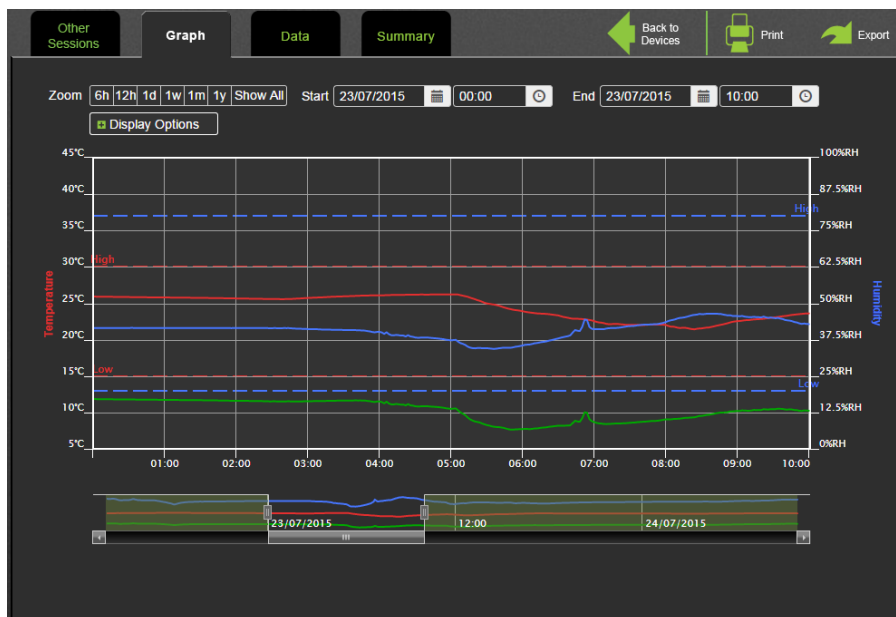 Other
Sessions
Graph
Data
Summary
Back to
Devices
Print
Export
Zoom 6h 12h 1d 1w 1m 1y Show All Start 23/07/2015 00:00 End 23/07/2015 10:00
Display Options
45°C 100%RH
40°C 87.5%RH
High
35°C 75%RH
High
30°C 62.5%RH
Temperature
Humidity
25°C 50%RH
20°C 37.5%RH
Low
15°C 25%RH
Low
10°C 12.5%RH
5°C 0%RH
01:00 02:00 03:00 04:00 05:00 06:00 07:00 08:00 09:00 10:00
23/07/2015 12:00 24/07/2015